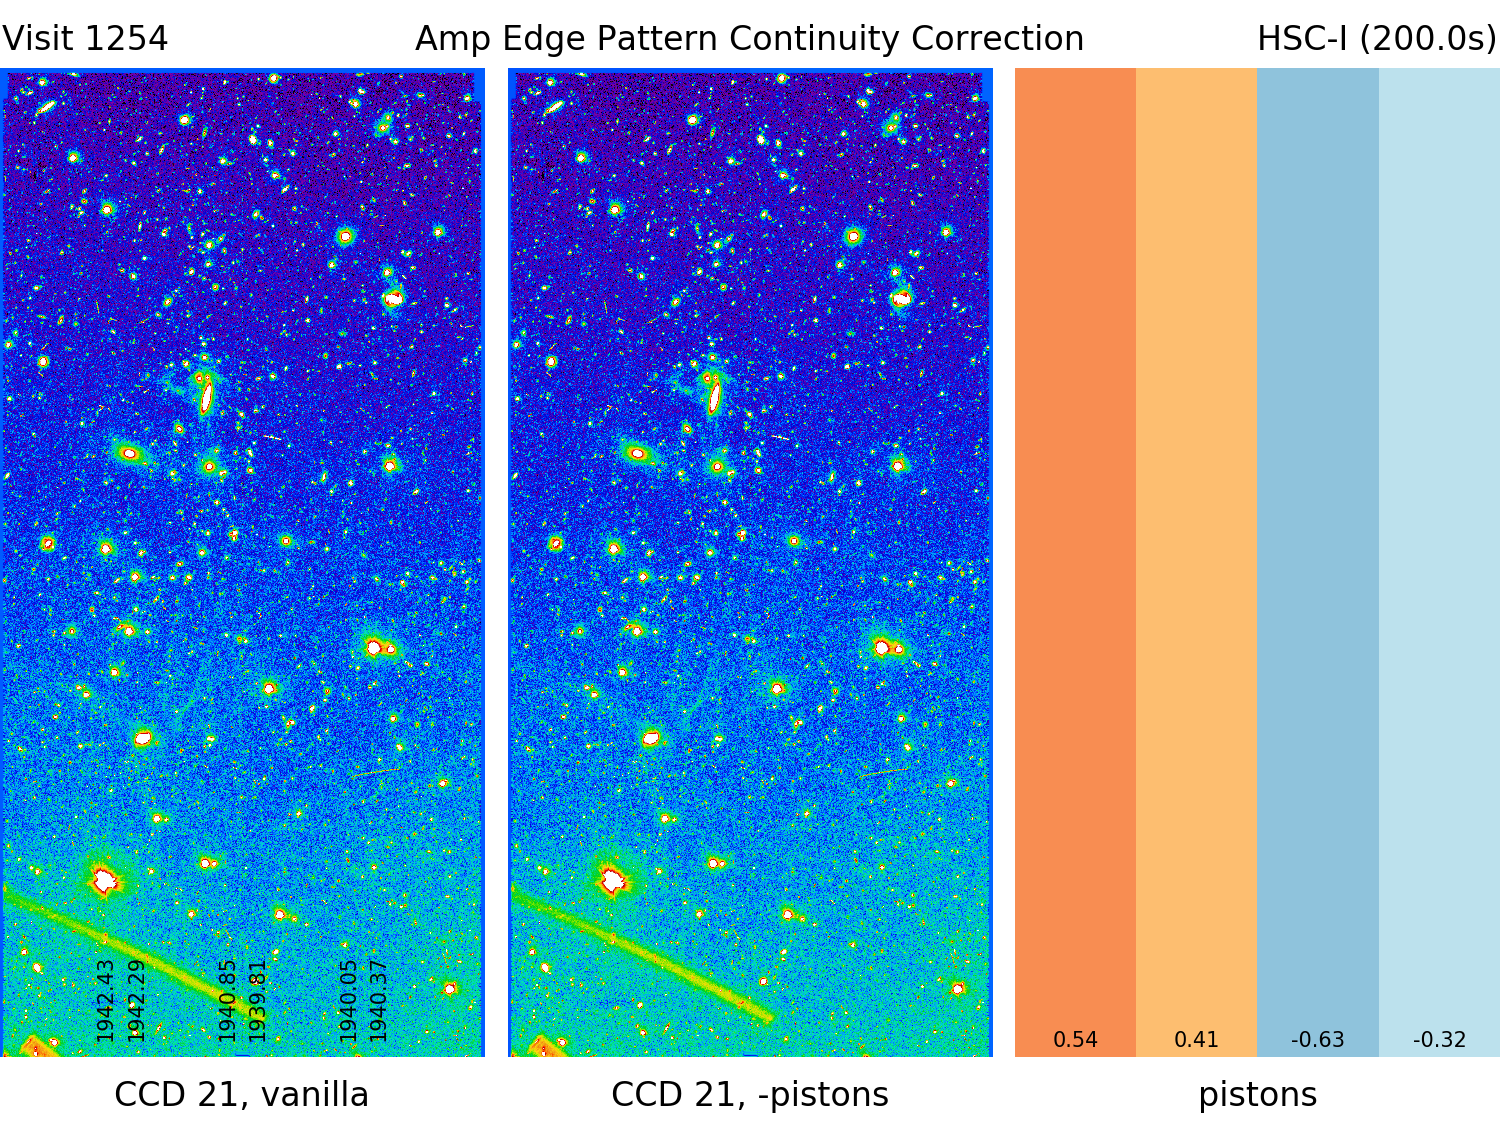 Visit 1254
Amp Edge Pattern Continuity Correction
HSC-I (200.0s)
1942.43
1942.29
1940.85
1939.81
1940.05
1940.37
0.54
0.41
-0.63
-0.32
CCD 21, vanilla
CCD 21, -pistons
pistons